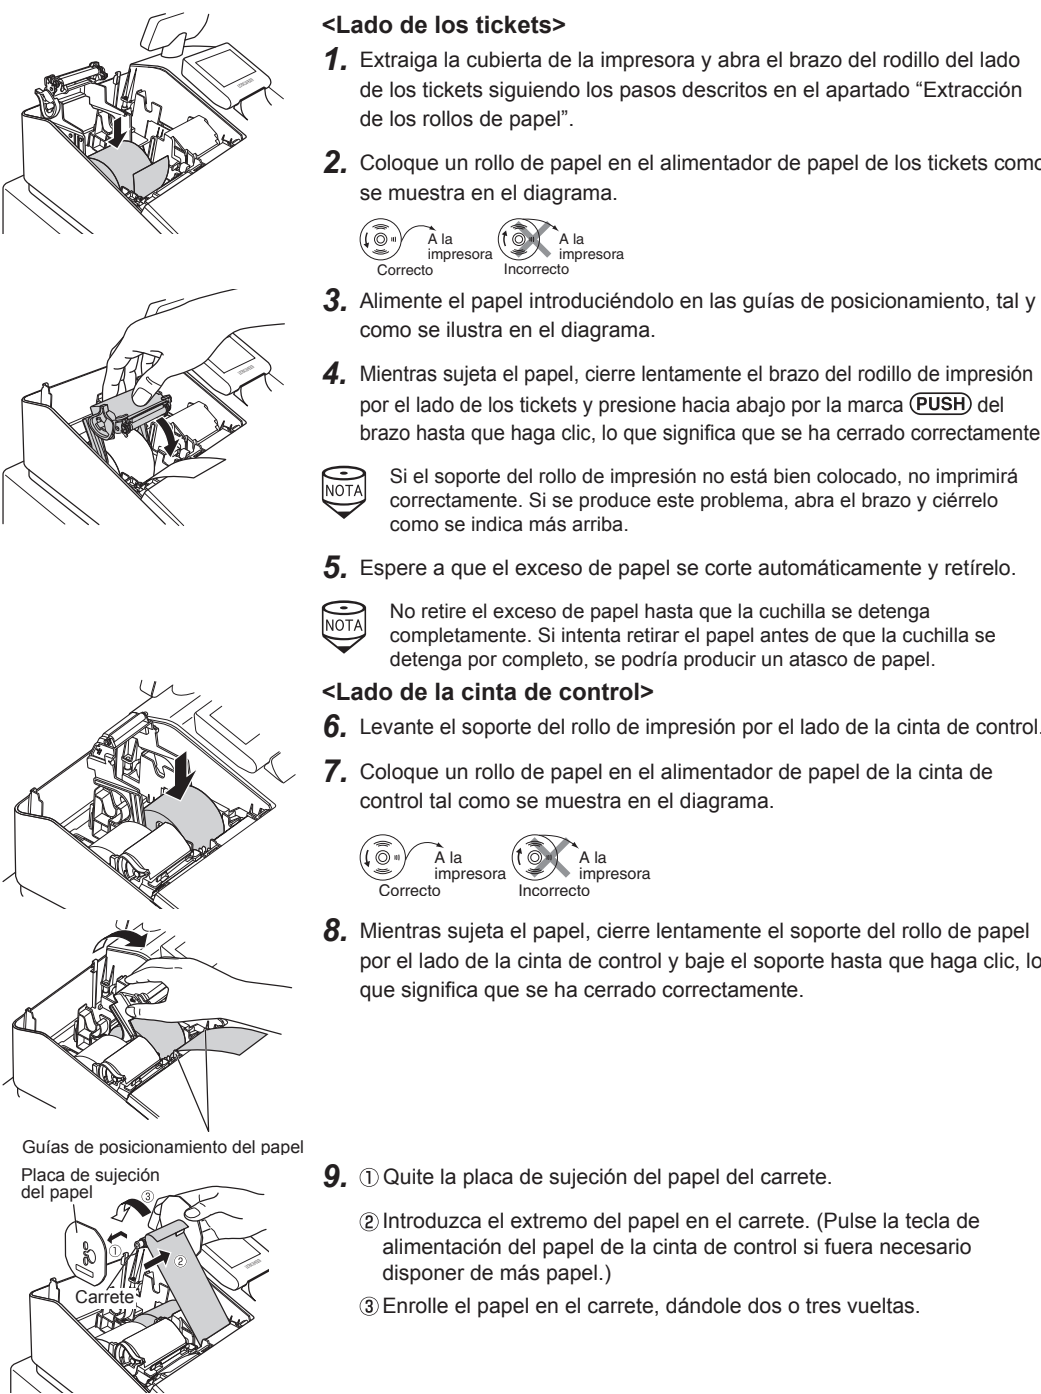 <Lado de los tickets>
1. Extraiga la cubierta de la impresora y abra el brazo del rodillo del lado
de los tickets siguiendo los pasos descritos en el apartado “Extracción
de los rollos de papel”.
2. Coloque un rollo de papel en el alimentador de papel de los tickets como
se muestra en el diagrama.
A la
impresora
Correcto
A la
impresora
Incorrecto
3. Alimente el papel introduciéndolo en las guías de posicionamiento, tal y
como se ilustra en el diagrama.
4. Mientras sujeta el papel, cierre lentamente el brazo del rodillo de impresión
por el lado de los tickets y presione hacia abajo por la marca PUSH del
brazo hasta que haga clic, lo que significa que se ha cerrado correctamente
NOTA
Si el soporte del rollo de impresión no está bien colocado, no imprimirá
correctamente. Si se produce este problema, abra el brazo y ciérrelo
como se indica más arriba.
5. Espere a que el exceso de papel se corte automáticamente y retírelo.
NOTA
No retire el exceso de papel hasta que la cuchilla se detenga
completamente. Si intenta retirar el papel antes de que la cuchilla se
detenga por completo, se podría producir un atasco de papel.
<Lado de la cinta de control>
6. Levante el soporte del rollo de impresión por el lado de la cinta de control.
7. Coloque un rollo de papel en el alimentador de papel de la cinta de
control tal como se muestra en el diagrama.
A la
impresora
Correcto
A la
impresora
Incorrecto
8. Mientras sujeta el papel, cierre lentamente el soporte del rollo de papel
por el lado de la cinta de control y baje el soporte hasta que haga clic, lo
que significa que se ha cerrado correctamente.
Guías de posicionamiento del papel
Placa de sujeción
del papel
③
①
②
Carrete
9. ① Quite la placa de sujeción del papel del carrete.
② Introduzca el extremo del papel en el carrete. (Pulse la tecla de
alimentación del papel de la cinta de control si fuera necesario
disponer de más papel.)
③ Enrolle el papel en el carrete, dándole dos o tres vueltas.